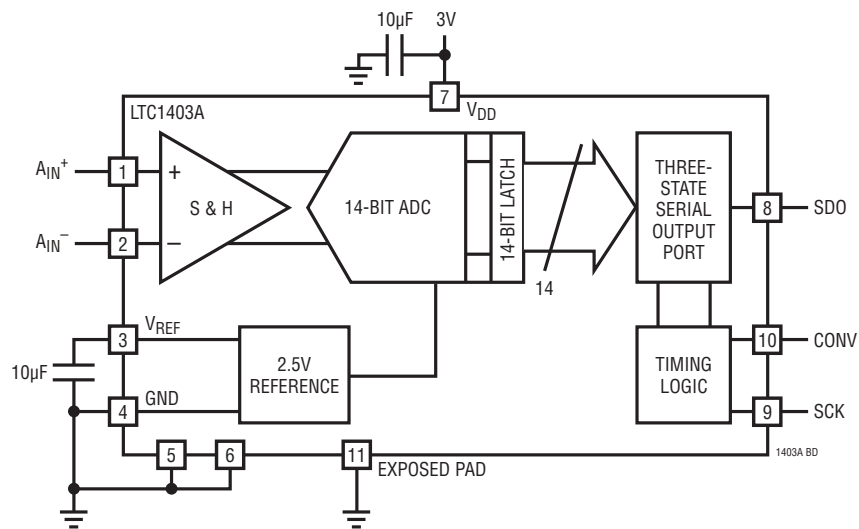 10µF
3V
7
LTC1403A
VDD
AIN+
1
+
S & H
14-BIT ADC
14-BIT LATCH
THREE-
STATE
SERIAL
OUTPUT
PORT
8
SDO
AIN–
2
–
14
3
VREF
2.5V
REFERENCE
TIMING
LOGIC
10
CONV
10µF
4
GND
9
SCK
5
6
11
EXPOSED PAD
1403A BD